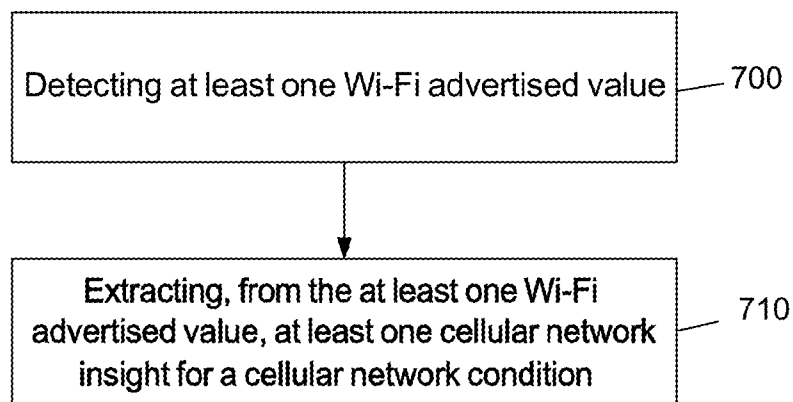 Detecting at least one Wi-Fi advertised value
700
Extracting, from the at least one Wi-Fi
advertised value, at least one cellular network
insight for a cellular network condition
710